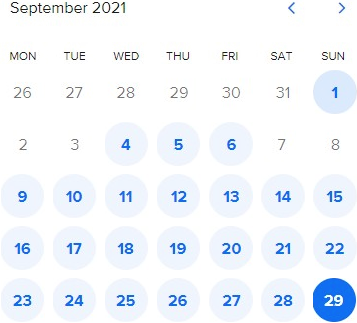 September 2021
MON TUE WED THU FRI SAT SUN
26 27 28 29 30 31 1
2 3 4 5 6 7 8
9 10 11 12 13 14 15
16 17 18 19 20 21 22
23 24 25 26 27 28 29